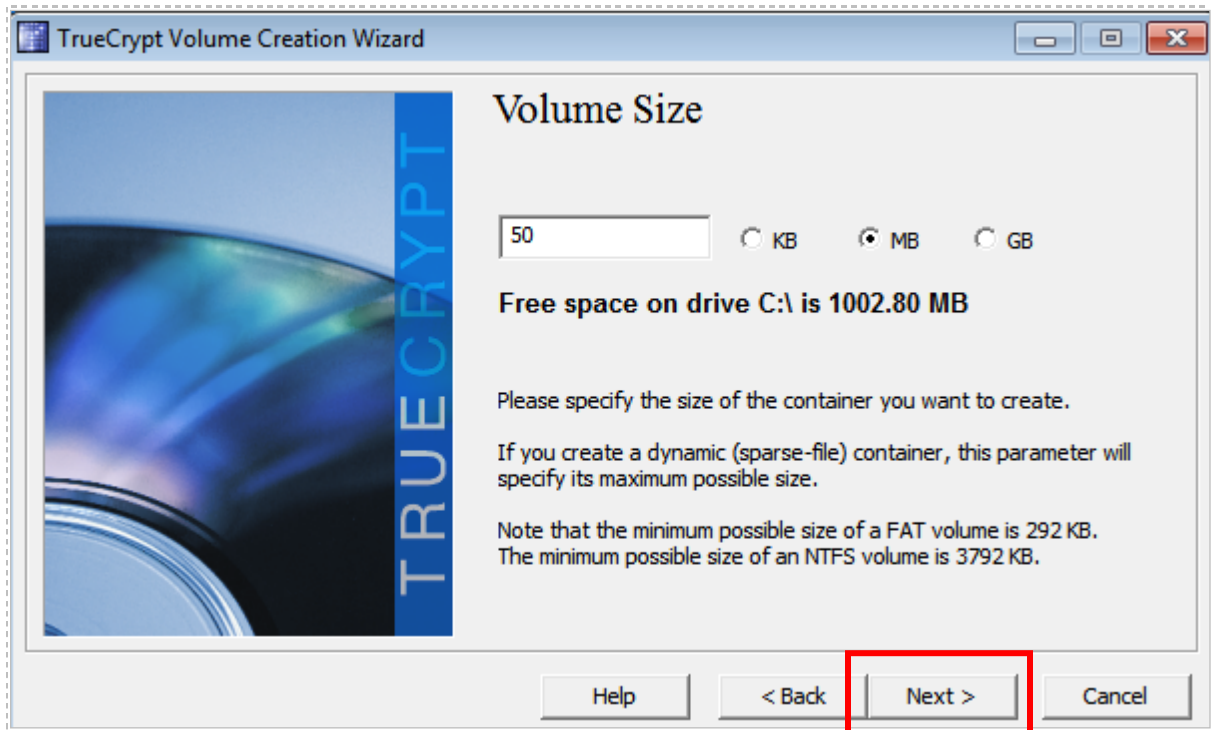 TrueCrypt Volume Creation Wizard
TRUECRYPT
Volume Size
50 KB MB GB
Free space on drive C:\ is 1002.80 MB
Please specify the size of the container you want to create.
If you create a dynamic (sparse-file) container, this parameter will
specify its maximum possible size.
Note that the minimum possible size of a FAT volume is 292 KB.
The minimum possible size of an NTFS volume is 3792 KB.
Help < Back Next > Cancel